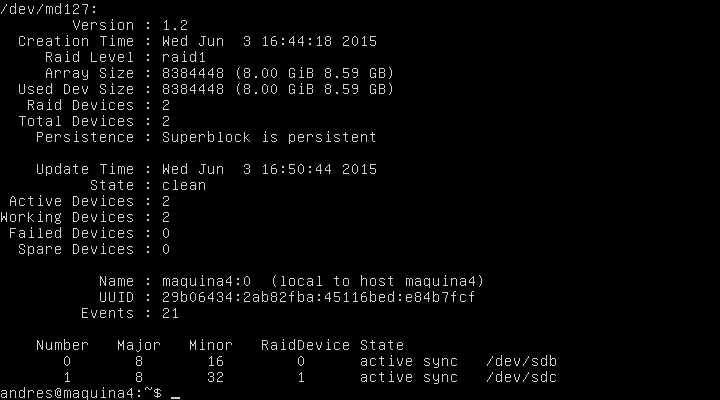 /dev/md127:
Version : 1.2
Creation Time : Wed Jun  3 16:44:18 2015
Raid Level : raid1
Array Size : 8384448 (8.00 GiB 8.59 GB)
Used Dev Size : 8384448 (8.00 GiB 8.59 GB)
Raid Devices : 2
Total Devices : 2
Persistence : Superblock is persistent
Update Time : Wed Jun  3 16:50:44 2015
State : clean
Active Devices : 2
Working Devices : 2
Failed Devices : 0
Spare Devices : 0
Name : maquina4:0  (local to host maquina4)
UUID : 29b06434:2ab82fba:45116bed:e84b7fcf
Events : 21
Number   Major   Minor   RaidDevice State
0       8       16        0      active sync   /dev/sdb
1       8       32        1      active sync   /dev/sdc
andres@maquina4:~$ _